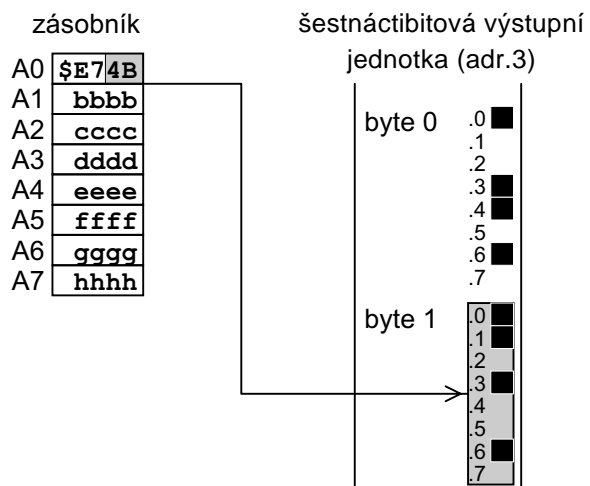 zásobník
A0 $E74B
A1 bbbb
A2 cccc
A3 dddd
A4 eeee
A5 ffff
A6 gggg
A7 hhhh
šestnáctibitová výstupní
jednotka (adr.3)
byte 0
.0
.1
.2
.3
.4
.5
.6
.7
byte 1
.0
.1
.2
.3
.4
.5
.6
.7